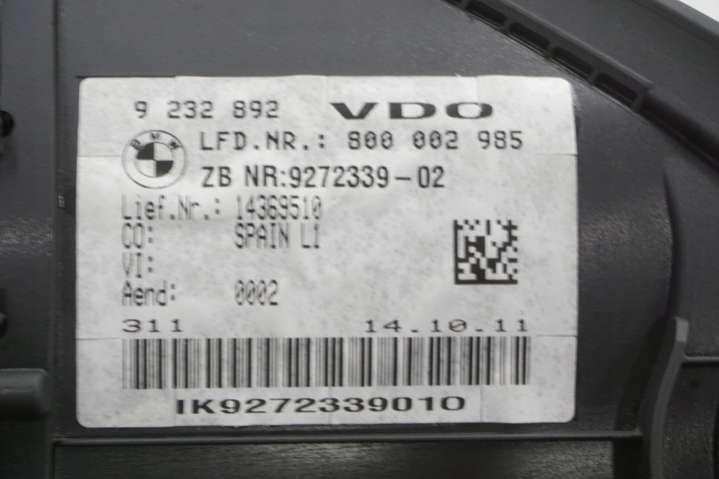 9 232 892 VDO
BMW LFD.NR.: 800 002 985
ZB NR:9272339-02
Lief.Nr.: 14369510
CO: SPAIN L1
VI:
Aend: 0002
311 14.10.11
IK9272339010